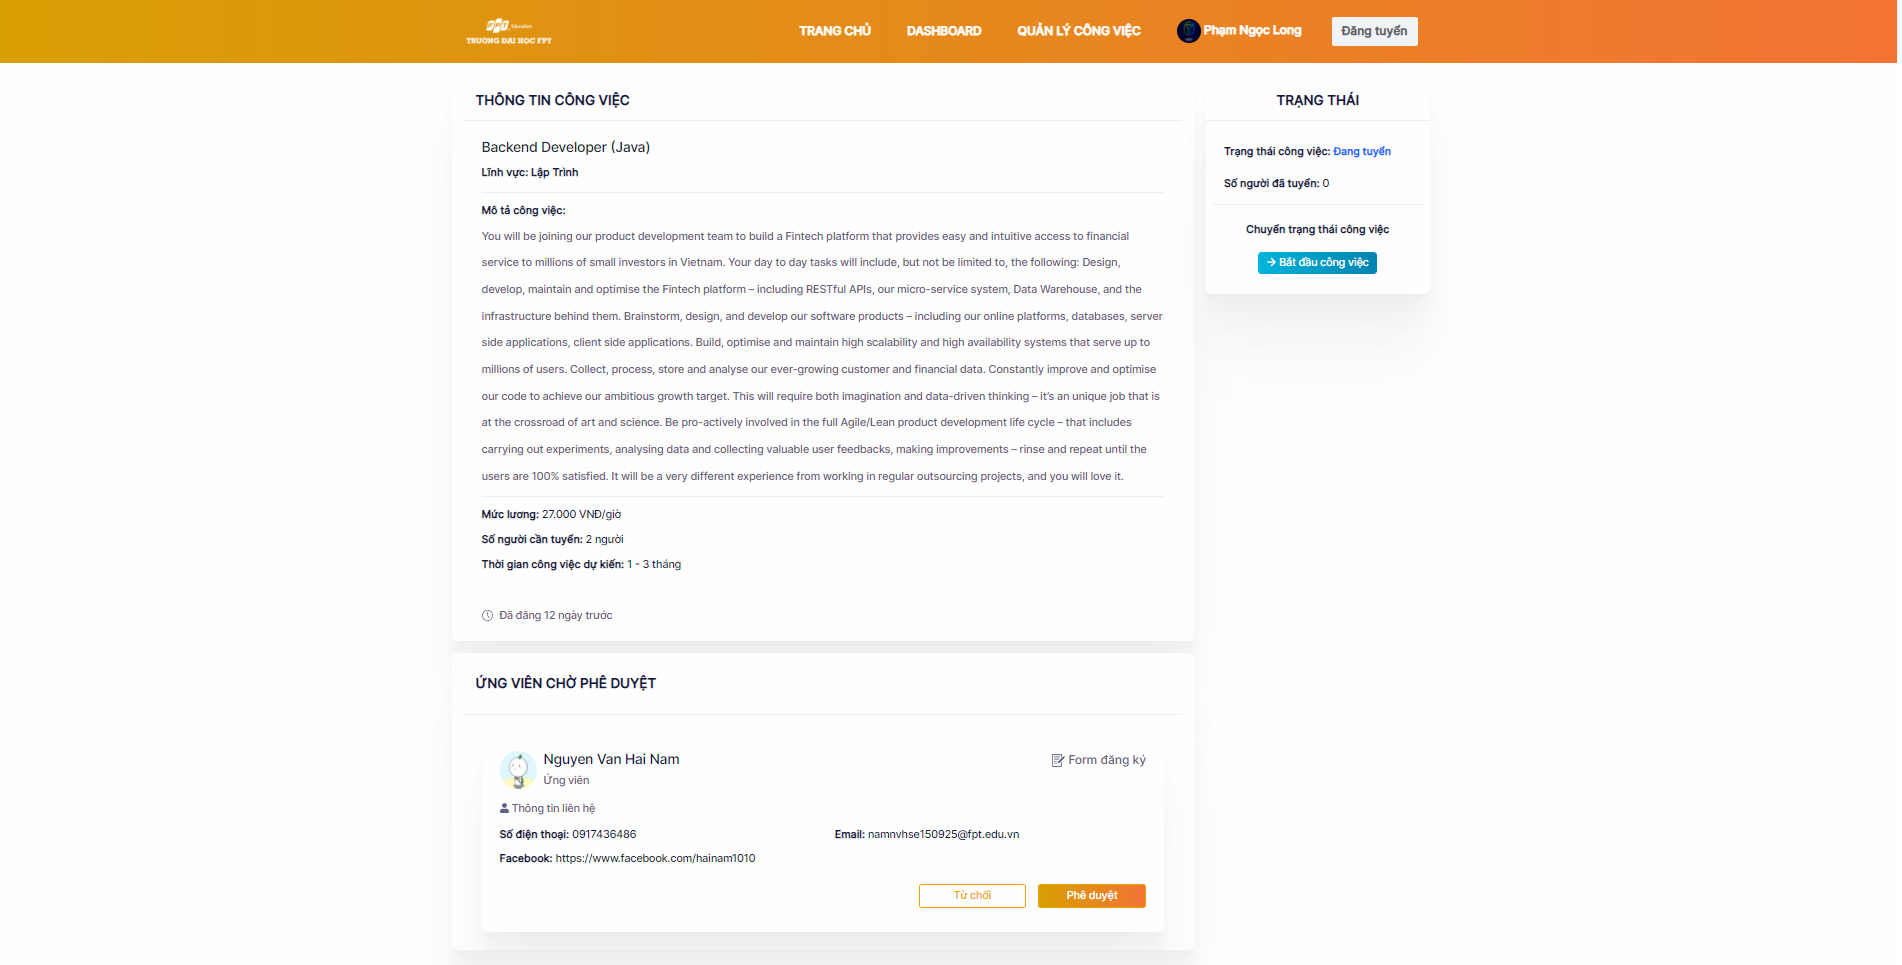 FPT Education
TRƯỜNG ĐẠI HỌC FPT
TRANG CHỦ
DASHBOARD
QUẢN LÝ CÔNG VIỆC
Phạm Ngọc Long
Đăng tuyển
THÔNG TIN CÔNG VIỆC
Backend Developer (Java)
Lĩnh vực: Lập Trình
Mô tả công việc:
You will be joining our product development team to build a Fintech platform that provides easy and intuitive access to financial
service to millions of small investors in Vietnam. Your day to day tasks will include, but not be limited to, the following: Design,
develop, maintain and optimise the Fintech platform – including RESTful APIs, our micro-service system, Data Warehouse, and the
infrastructure behind them. Brainstorm, design, and develop our software products – including our online platforms, databases, server
side applications, client side applications. Build, optimise and maintain high scalability and high availability systems that serve up to
millions of users. Collect, process, store and analyse our ever-growing customer and financial data. Constantly improve and optimise
our code to achieve our ambitious growth target. This will require both imagination and data-driven thinking – it's an unique job that is
at the crossroad of art and science. Be pro-actively involved in the full Agile/Lean product development life cycle – that includes
carrying out experiments, analysing data and collecting valuable user feedbacks, making improvements – rinse and repeat until the
users are 100% satisfied. It will be a very different experience from working in regular outsourcing projects, and you will love it.
Mức lương: 27.000 VNĐ/giờ
Số người cần tuyển: 2 người
Thời gian công việc dự kiến: 1 - 3 tháng
Đã đăng 12 ngày trước
TRẠNG THÁI
Trạng thái công việc: Đang tuyển
Số người đã tuyển: 0
Chuyển trạng thái công việc
→ Bắt đầu công việc
ỨNG VIÊN CHỜ PHÊ DUYỆT
Nguyen Van Hai Nam
Ứng viên
Form đăng ký
Thông tin liên hệ
Số điện thoại: 0917436486
Email: namnvhse150925@fpt.edu.vn
Facebook: https://www.facebook.com/hainam1010
Từ chối
Phê duyệt